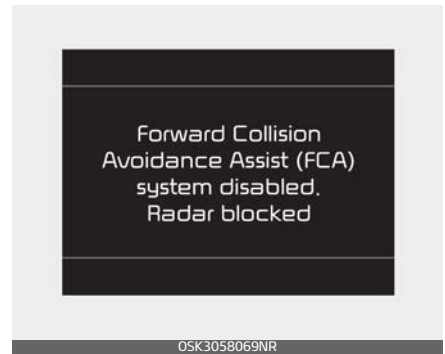 Forward Collision
Avoidance Assist (FCA)
system disabled.
Radar blocked
OSK3058069NR